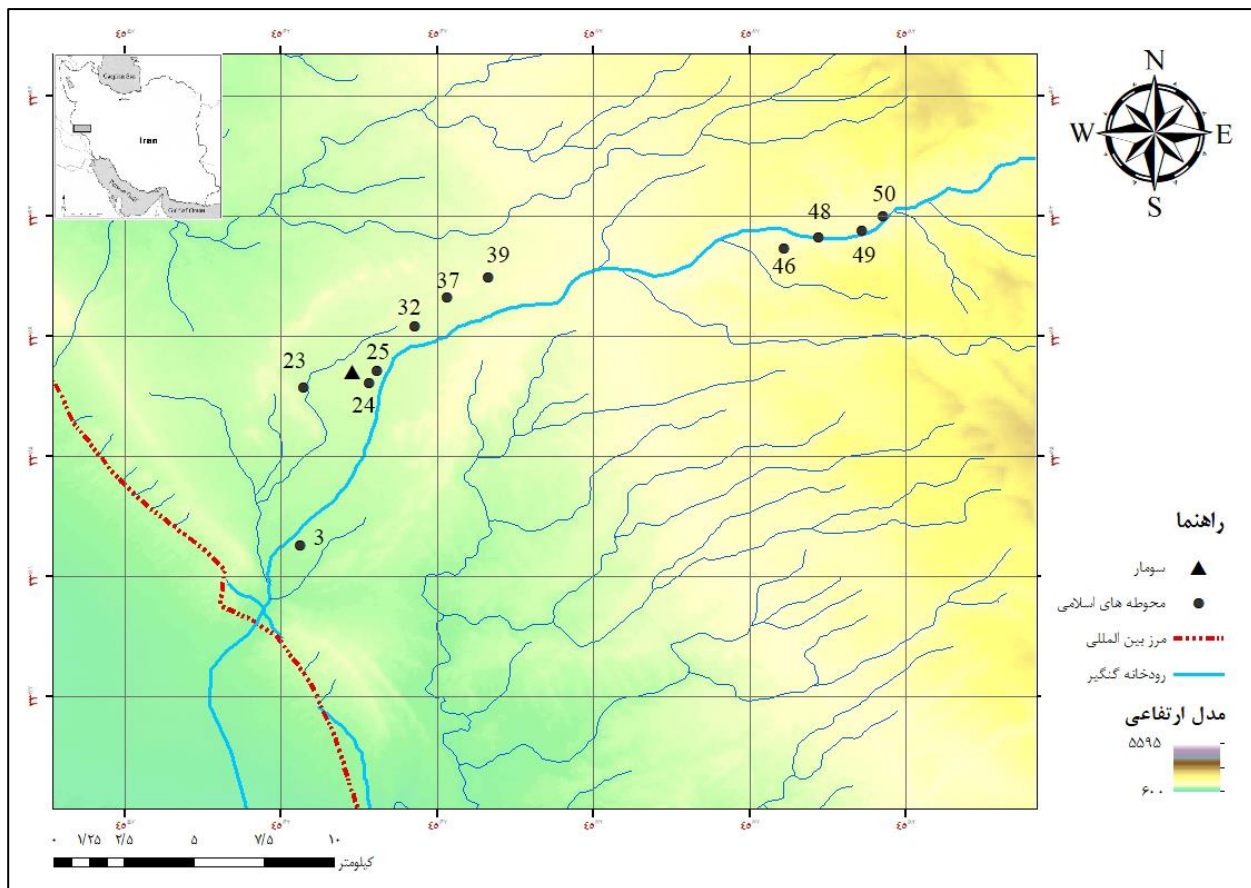 Caspian Sea
Iran
Persian Gulf
Gulf of Oman
N
W E
S
50
48
49
46
39
37
32
25
23
24
3
راهنما
سومار
محوطه های اسلامی
مرز بین المللی
رودخانه گنگیر
مدل ارتفاعی
۵۵۹۵
۶۰۰
۰ ۱/۲۵ ۲/۵ ۵ ۷/۵ ۱۰
کیلومتر